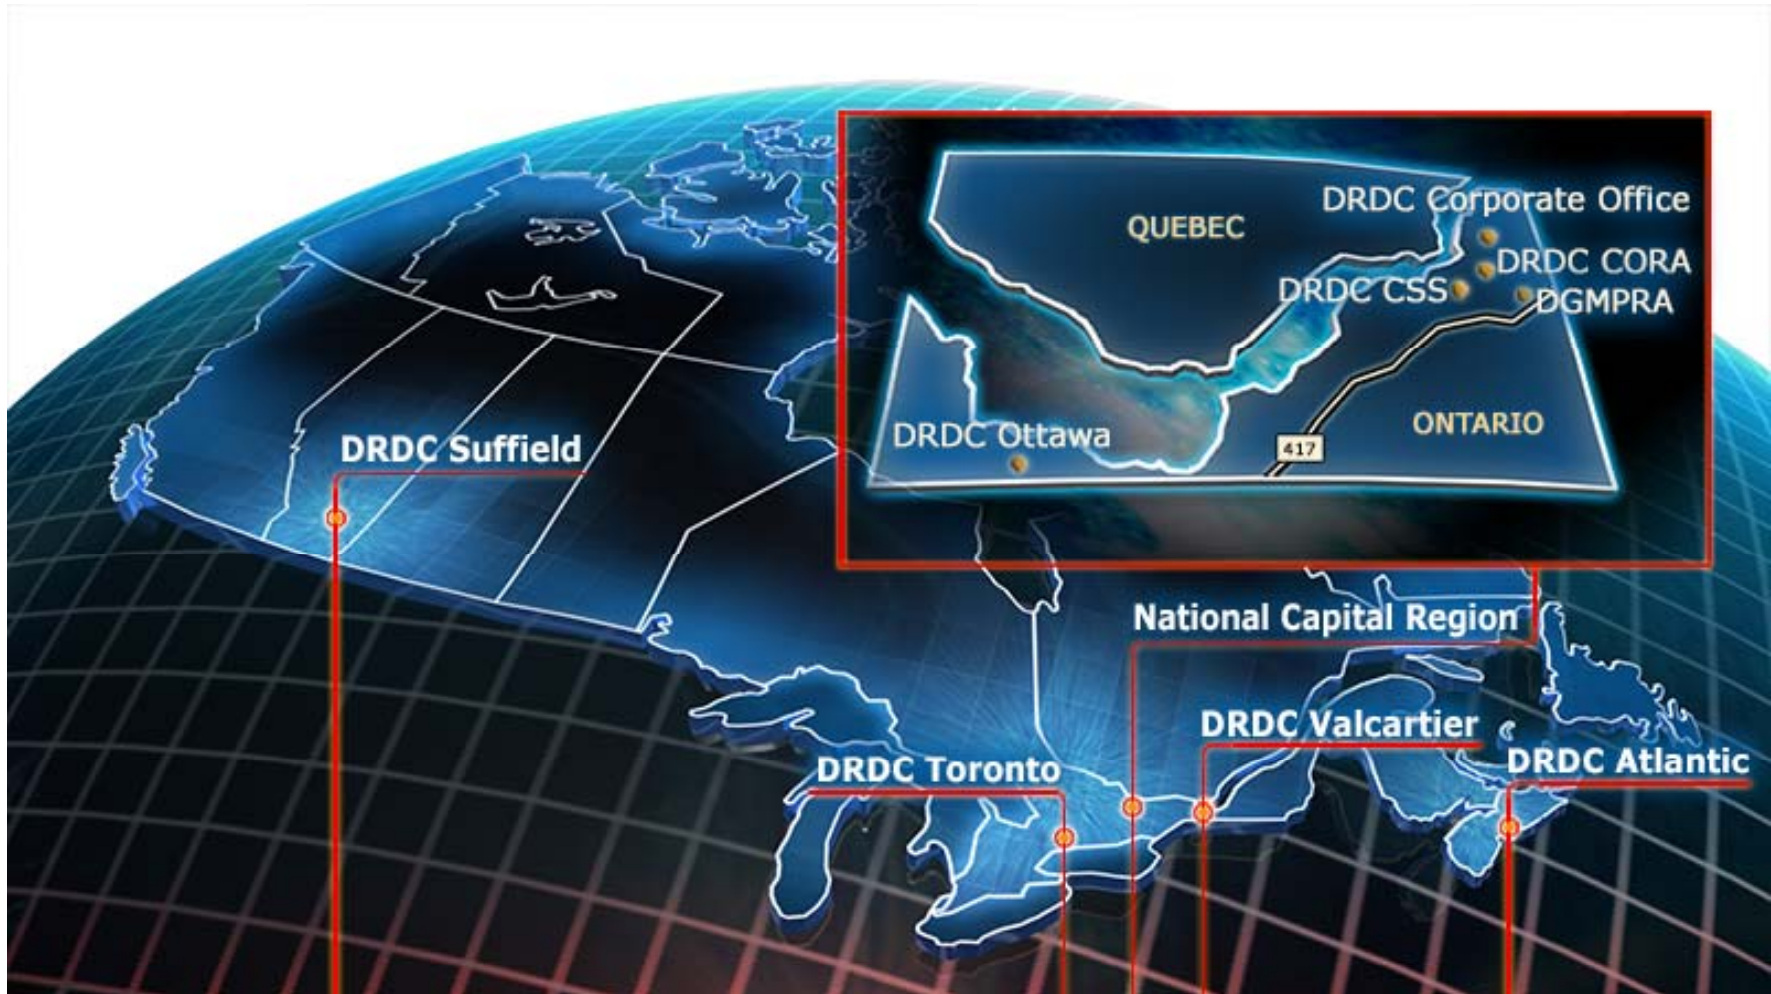 DRDC Corporate Office
QUEBEC
DRDC CORA
DRDC CSS
DGMPRA
ONTARIO
DRDC Ottawa
417
DRDC Suffield
National Capital Region
DRDC Valcartier
DRDC Toronto
DRDC Atlantic